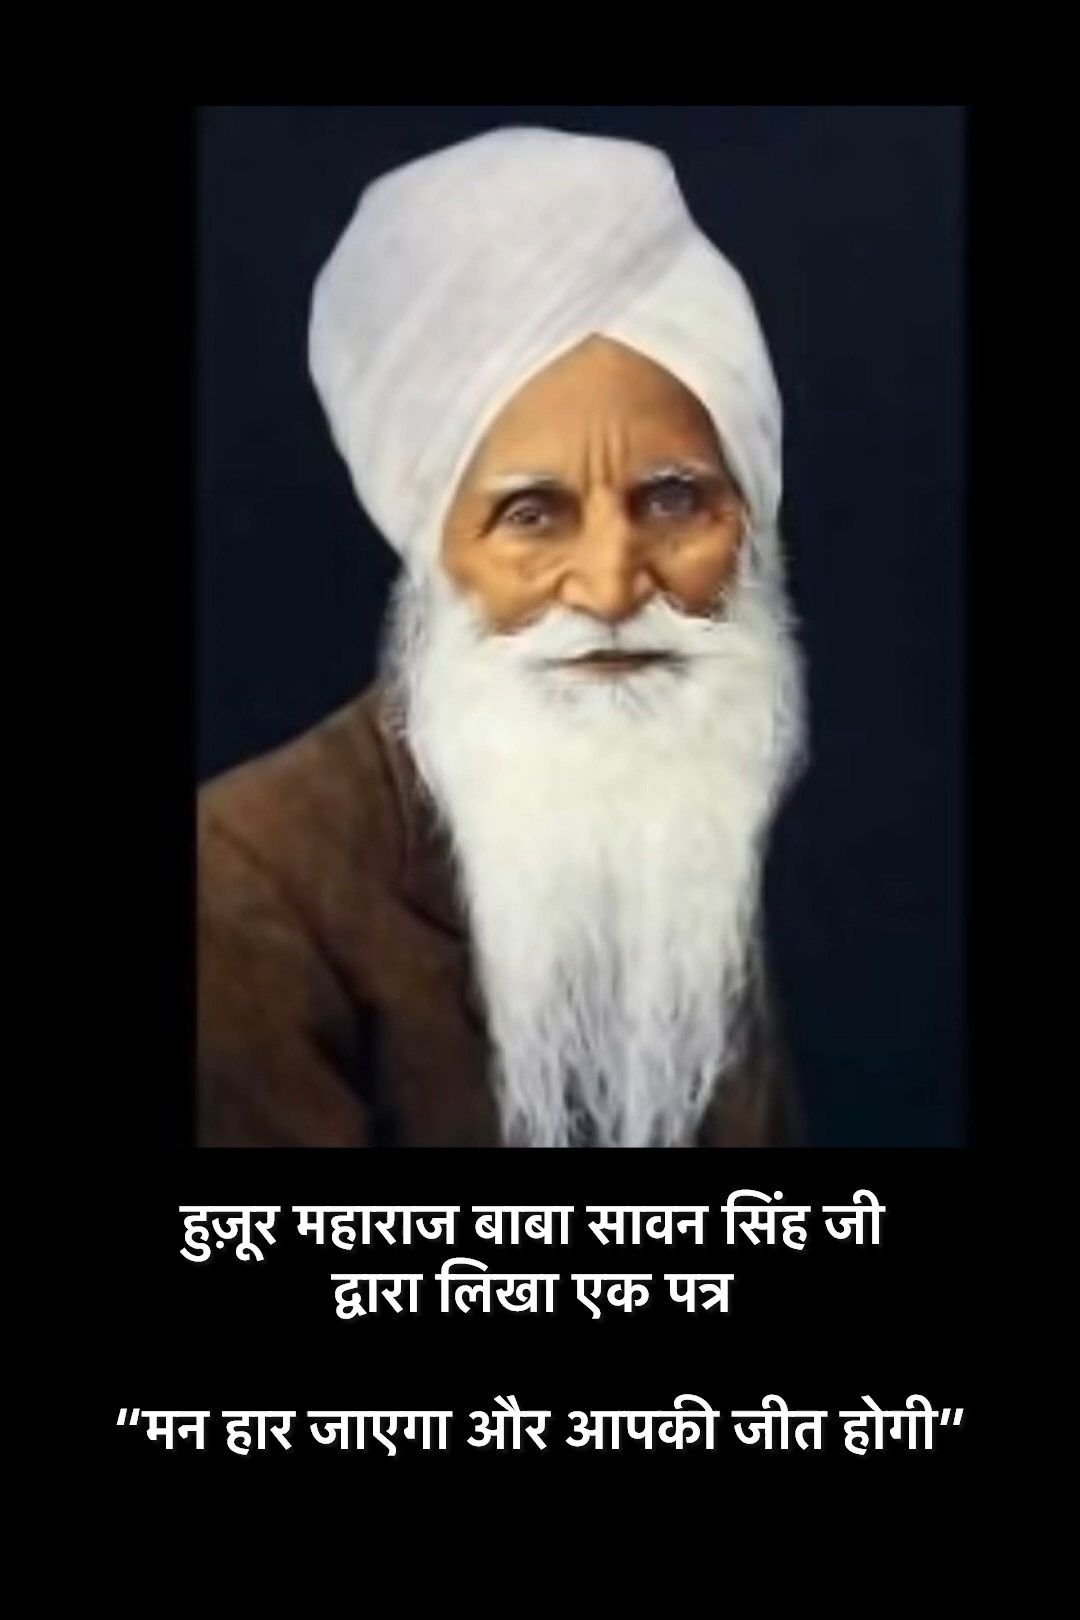 हुज़ूर महाराज बाबा सावन सिंह जी
द्वारा लिखा एक पत्र
“मन हार जाएगा और आपकी जीत होगी”